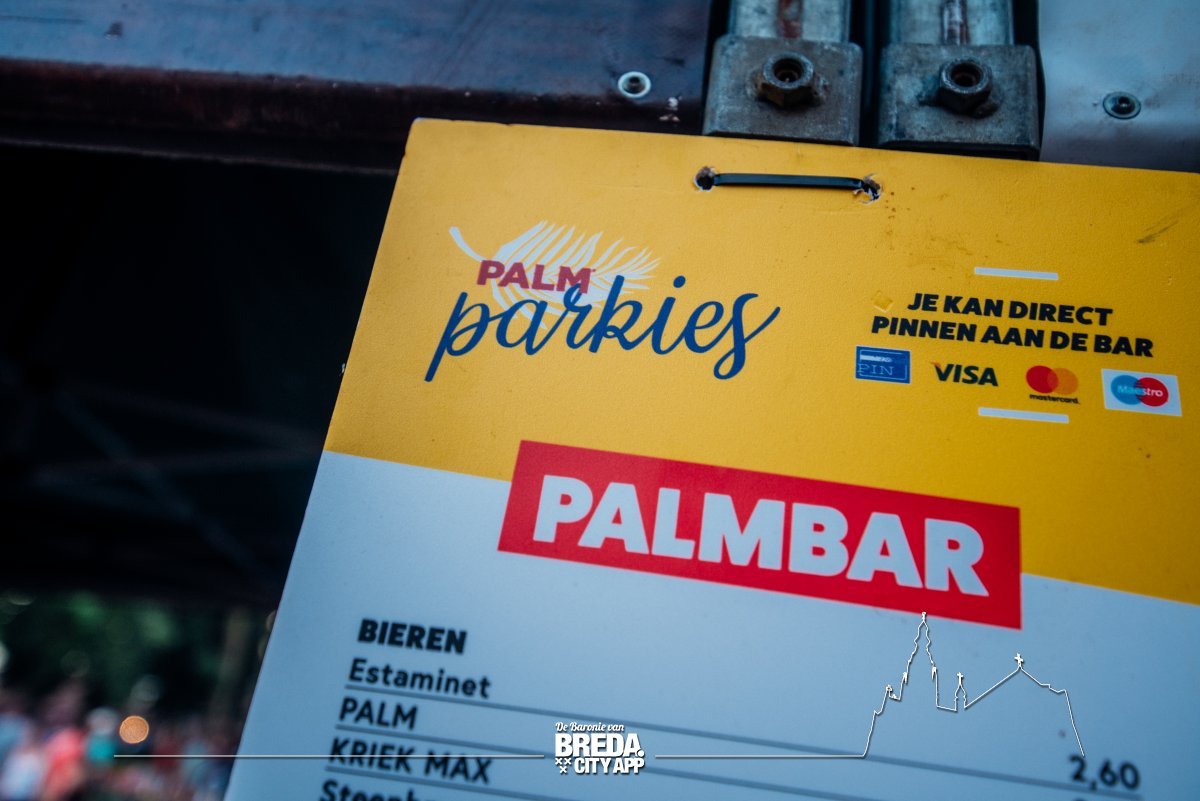 PALM
parkies
JE KAN DIRECT
PINNEN AAN DE BAR
PIN
VISA
mastercard.
Maestro
PALMBAR
BIEREN
Estaminet
PALM
KRIEK MAX 2,60
De Baronie van
BREDA.
CITY APP